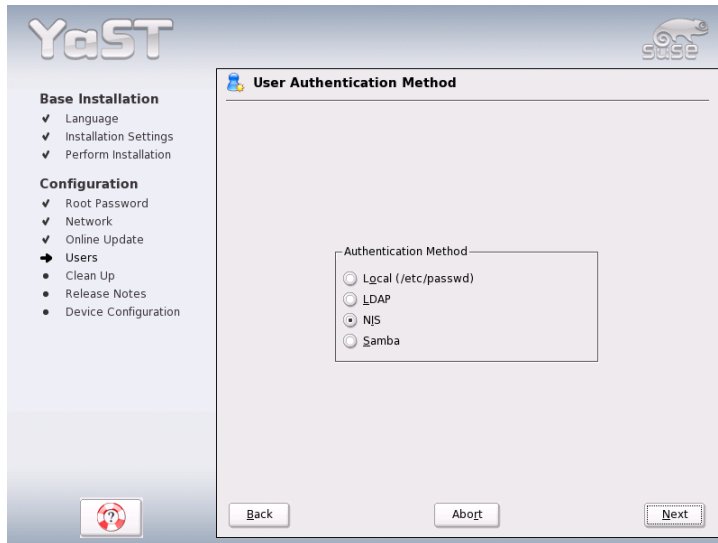 YaST
SUSE
Base Installation
Language
Installation Settings
Perform Installation
Configuration
Root Password
Network
Online Update
Users
Clean Up
Release Notes
Device Configuration
User Authentication Method
Authentication Method
Local (/etc/passwd)
LDAP
NIS
Samba
?
Back
Abort
Next